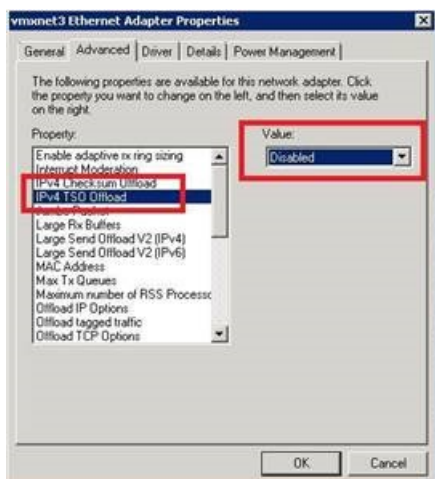 vmxnet3 Ethernet Adapter Properties
General Advanced Driver Details Power Management
The following properties are available for this network adapter. Click
the property you want to change on the left, and then select its value
on the right.
Property: Value:
Enable adaptive rx ring sizing Disabled
Interrupt Moderation
IPv4 Checksum Offload
IPv4 TSO Offload
Jumbo Packet
Large Rx Buffers
Large Send Offload V2 (IPv4)
Large Send Offload V2 (IPv6)
MAC Address
Max Tx Queues
Maximum number of RSS Processo
Offload IP Options
Offload tagged traffic
Offload TCP Options
OK Cancel